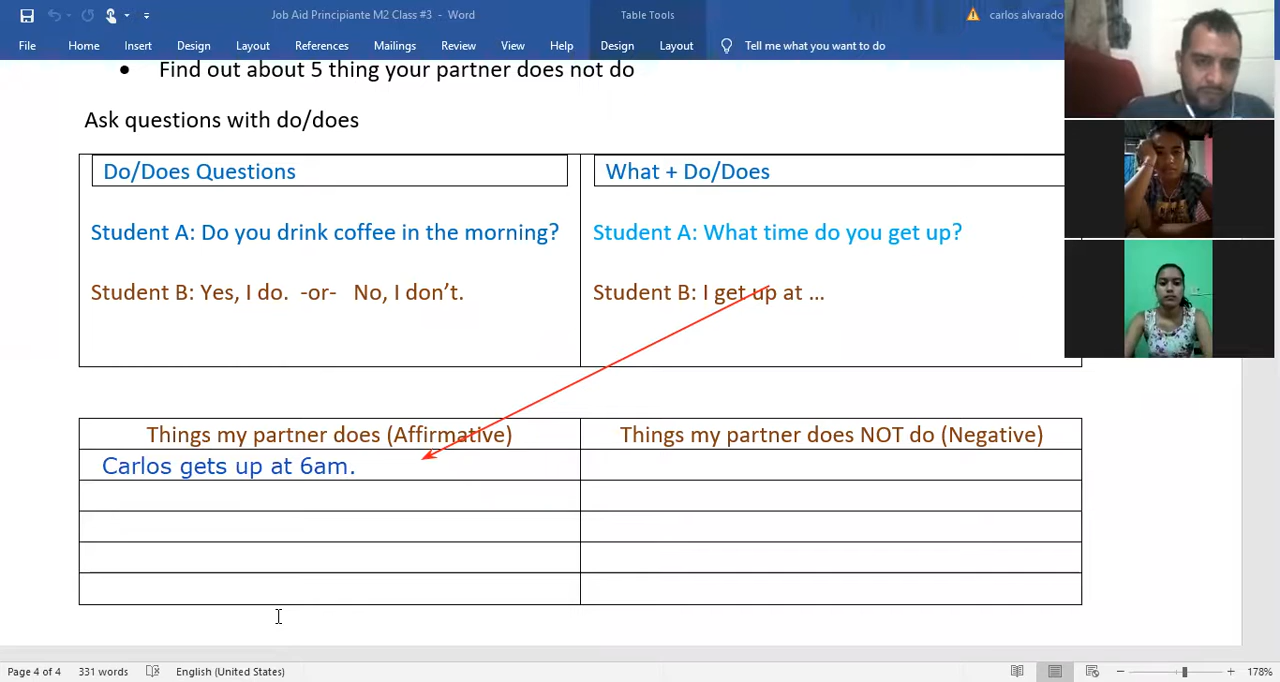 Job Aid Principiante M2 Class #3 - Word
Table Tools
carlos alvarado
File Home Insert Design Layout References Mailings Review View Help Design Layout Tell me what you want to do
• Find out about 5 thing your partner does not do
Ask questions with do/does
Do/Does Questions
What + Do/Does
Student A: Do you drink coffee in the morning?
Student A: What time do you get up?
Student B: Yes, I do. -or- No, I don’t.
Student B: I get up at ...
Things my partner does (Affirmative)
Things my partner does NOT do (Negative)
Carlos gets up at 6am.
Page 4 of 4 331 words English (United States) 178%